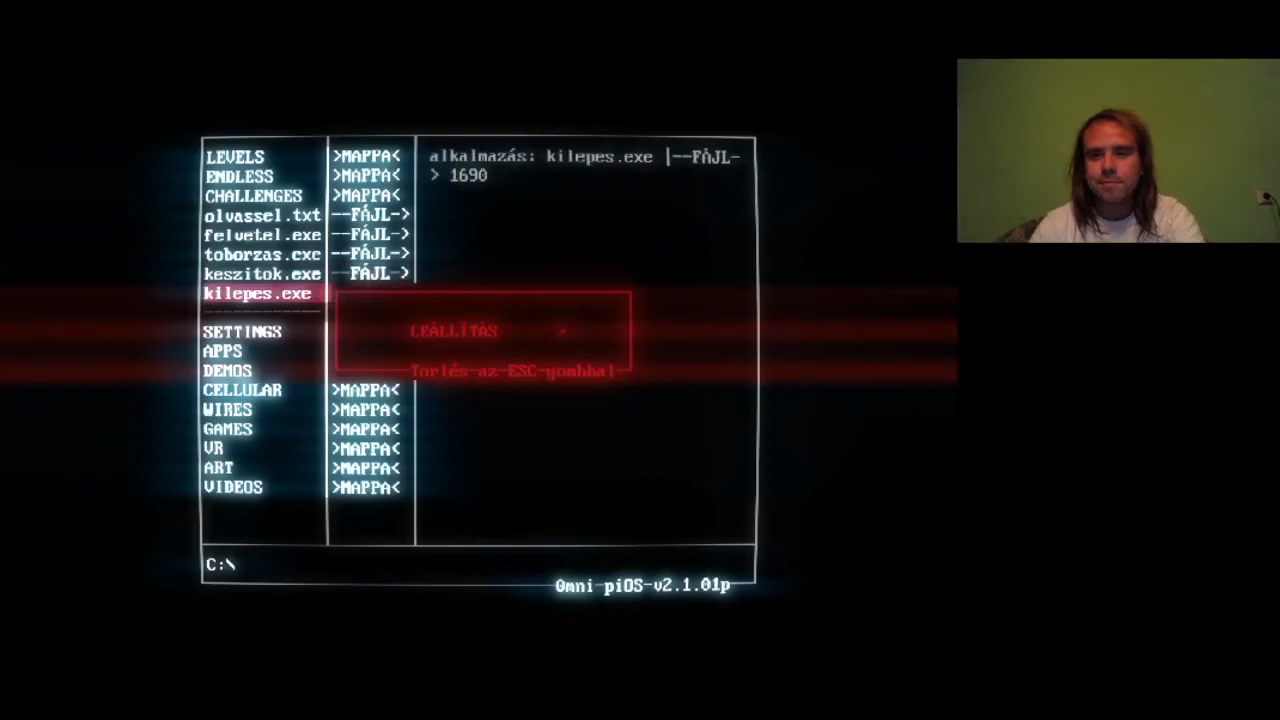 LEVELS >MAPPA< alkalmazás: kilepes.exe |--FÁJL-
ENDLESS >MAPPA< > 1690
CHALLENGES >MAPPA<
olvassel.txt --FÁJL->
felvetel.exe --FÁJL->
toborzas.exe --FÁJL->
keszitok.exe --FÁJL->
kilepes.exe
SETTINGS
LEÁLLÍTÁS
APPS
DEMOS
Torlés-az-ESC-gombbal
CELLULAR >MAPPA<
WIRES >MAPPA<
GAMES >MAPPA<
VR >MAPPA<
ART >MAPPA<
VIDEOS >MAPPA<
C:\
0mni piOS-v2.1.01p